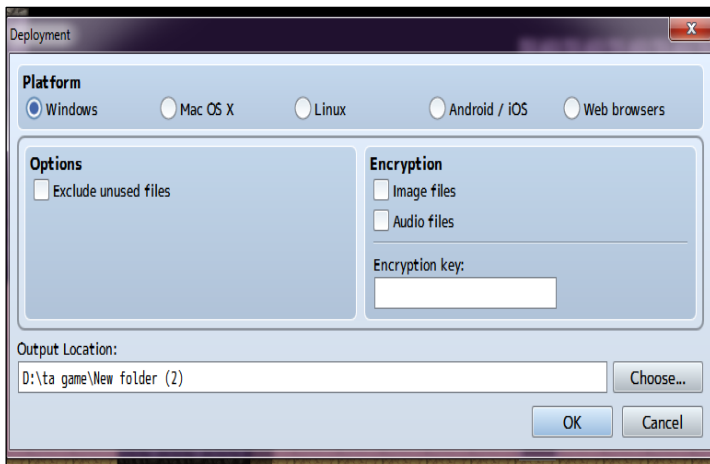 Deployment
Platform
Windows Mac OS X Linux Android / iOS Web browsers
Options
Exclude unused files
Encryption
Image files
Audio files
Encryption key:
Output Location:
D:\ta game\New folder (2) Choose...
OK Cancel